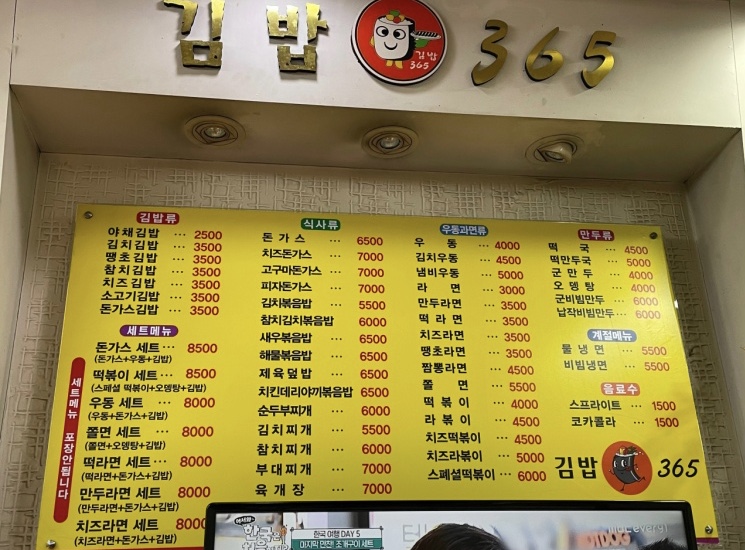 김밥 365
김밥
365
김밥류
야채김밥 ··· 2500
김치김밥 ··· 3500
땡초김밥 ··· 3500
참치김밥 ··· 3500
치즈김밥 ··· 3500
소고기김밥 ··· 3500
돈가스김밥 ··· 3500
세트메뉴
돈가스 세트 ··· 8500
(돈가스+우동+김밥)
떡볶이 세트 ··· 8500
(스페셜 떡볶이+오뎅탕+김밥)
우동 세트 ··· 8000
(우동+돈가스+김밥)
쫄면 세트 ··· 8000
(쫄면+오뎅탕+김밥)
떡라면 세트 ··· 8000
(떡라면+돈가스+김밥)
만두라면 세트 8000
(만두라면+돈가스+김밥)
치즈라면 세트 8000
(치즈라면+돈가스+김밥)
세트메뉴 포장안됩니다
식사류
돈가스 ··· 6500
치즈돈가스 ··· 7000
고구마돈가스 ··· 7000
피자돈가스 ··· 7000
김치볶음밥 ··· 5500
참치김치볶음밥 6000
새우볶음밥 ··· 6500
해물볶음밥 ··· 6500
제육덮밥 ··· 6500
치킨데리야끼볶음밥 6500
순두부찌개 ··· 6000
김치찌개 ··· 5500
참치찌개 ··· 6000
부대찌개 ··· 7000
육개장 ··· 7000
우동과면류
우동 ··· 4000
김치우동 ··· 4500
냄비우동 ··· 5000
라면 ··· 3000
만두라면 ··· 3500
떡라면 ··· 3500
치즈라면 ··· 3500
땡초라면 ··· 3500
짬뽕라면 ··· 4500
쫄면 ··· 5500
떡볶이 ··· 4000
라볶이 ··· 4500
치즈떡볶이 ··· 4500
치즈라볶이 ··· 5000
스페셜떡볶이 ··· 6000
만두류
떡국 ··· 4500
떡만두국 ··· 5000
군만두 ··· 4000
오뎅탕 ··· 4000
군비빔만두 ··· 6000
납작비빔만두 ··· 6000
계절메뉴
물냉면 ··· 5500
비빔냉면 ··· 5500
음료수
스프라이트 ··· 1500
코카콜라 ··· 1500
김밥 365
한국 여행 DAY 5
마지막 만찬! 조개구이 세트